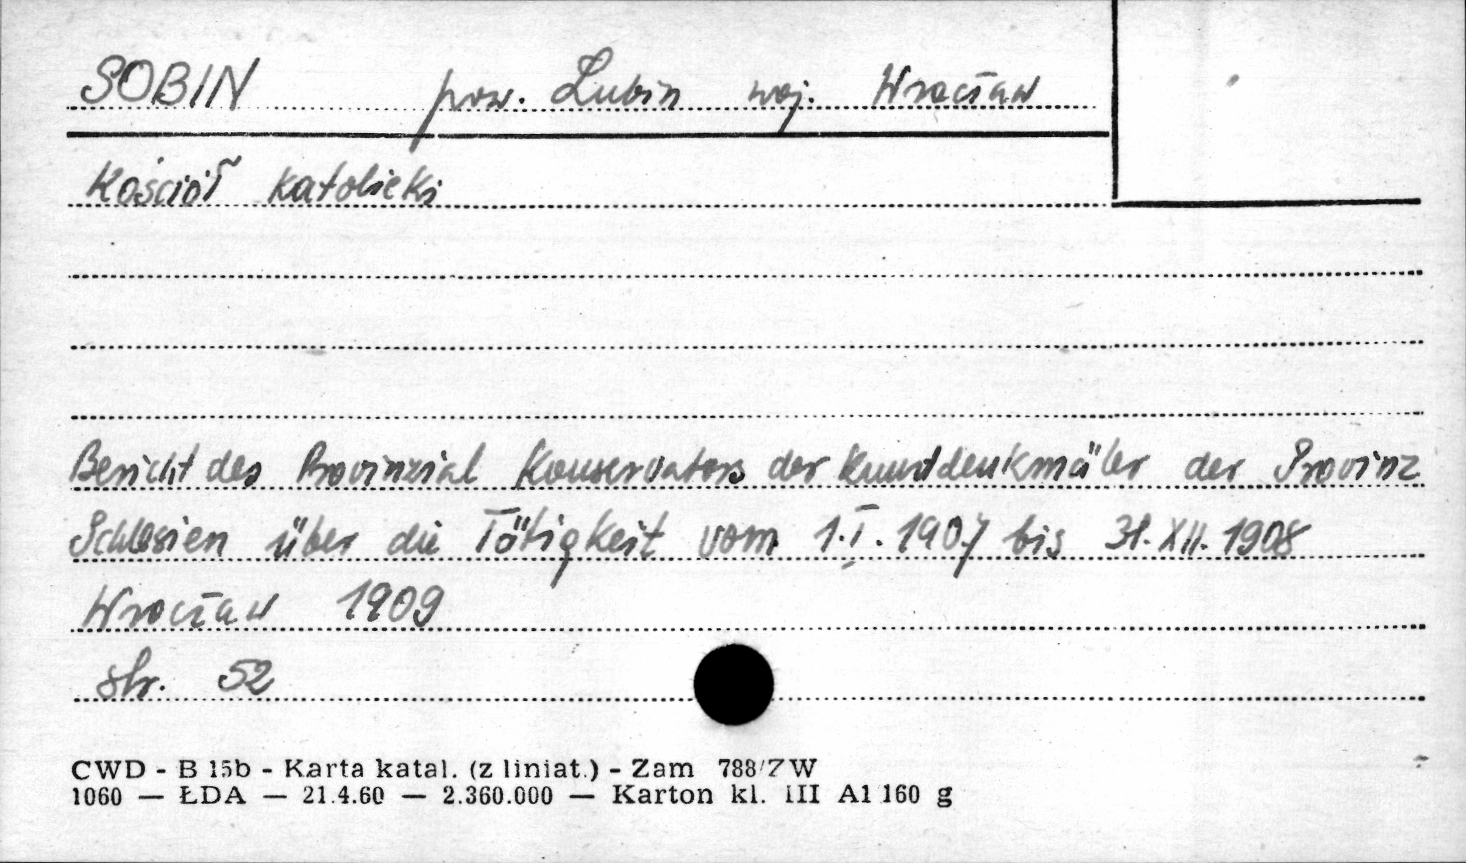 SOBIN pow. Lubin woj. Wrocław
Kościół katolicki
Bericht des Provinzial Konservators der Kunstdenkmäler der Provinz
Schlesien über die Tätigkeit vom 1.I.1907 bis 31.XII.1908
Wrocław 1909
str. 52
CWD - B 15b - Karta katal. (z liniat.) - Zam 788/ZW
1060 — ŁDA — 21.4.60 — 2.360.000 — Karton kl. III A1 160 g